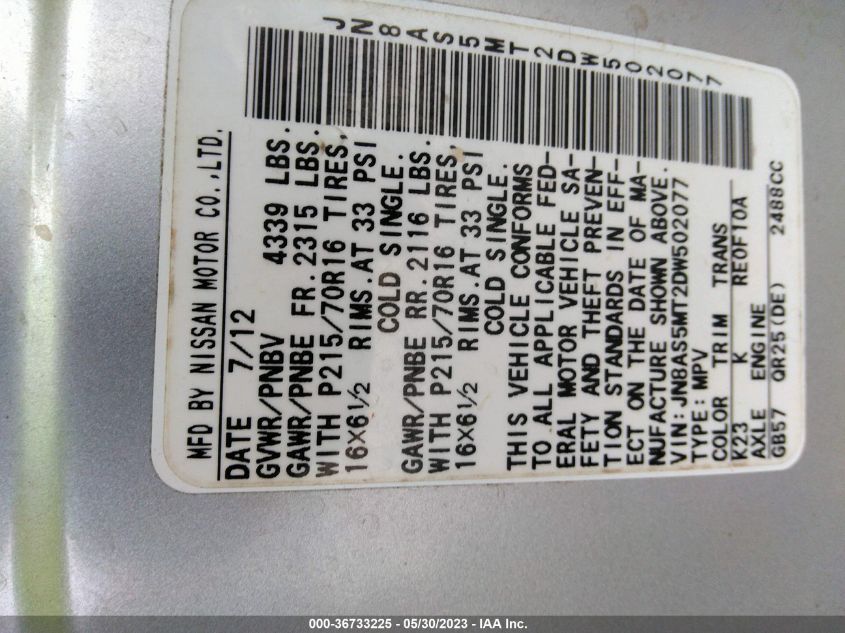 JN8AS5MT2DW502077
MFD BY NISSAN MOTOR CO.,LTD.
DATE 7/12
GVWR/PNBV 4339 LBS.
GAWR/PNBE FR.2315 LBS.
WITH P215/70R16 TIRES,
16×6½ RIMS.AT 33 PSI
COLD SINGLE.
GAWR/PNBE RR.2116 LBS.
WITH P215/70R16 TIRES,
16×6½ RIMS.AT 33 PSI
COLD SINGLE.
THIS VEHICLE CONFORMS
TO ALL APPLICABLE FED-
ERAL MOTOR VEHICLE SA-
FETY AND THEFT PREVEN-
TION STANDARDS IN EFF-
ECT ON THE DATE OF MA-
NUFACTURE SHOWN ABOVE.
VIN:JN8AS5MT2DW502077
TYPE:MPV
COLOR TRIM TRANS
K23 K RE0F10A
AXLE ENGINE
GB57 QR25(DE) 2488CC
000-36733225 - 05/30/2023 - IAA Inc.